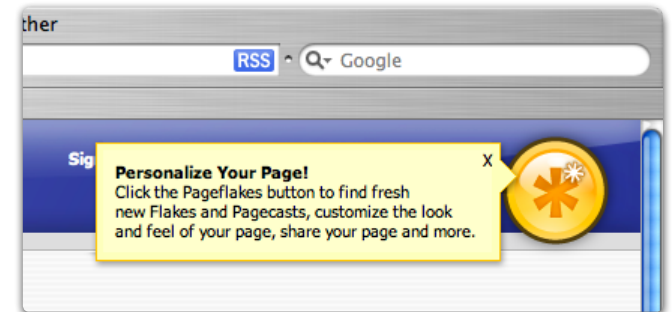 ther
RSS Google
Sig
X
Personalize Your Page!
Click the Pageflakes button to find fresh
new Flakes and Pagecasts, customize the look
and feel of your page, share your page and more.